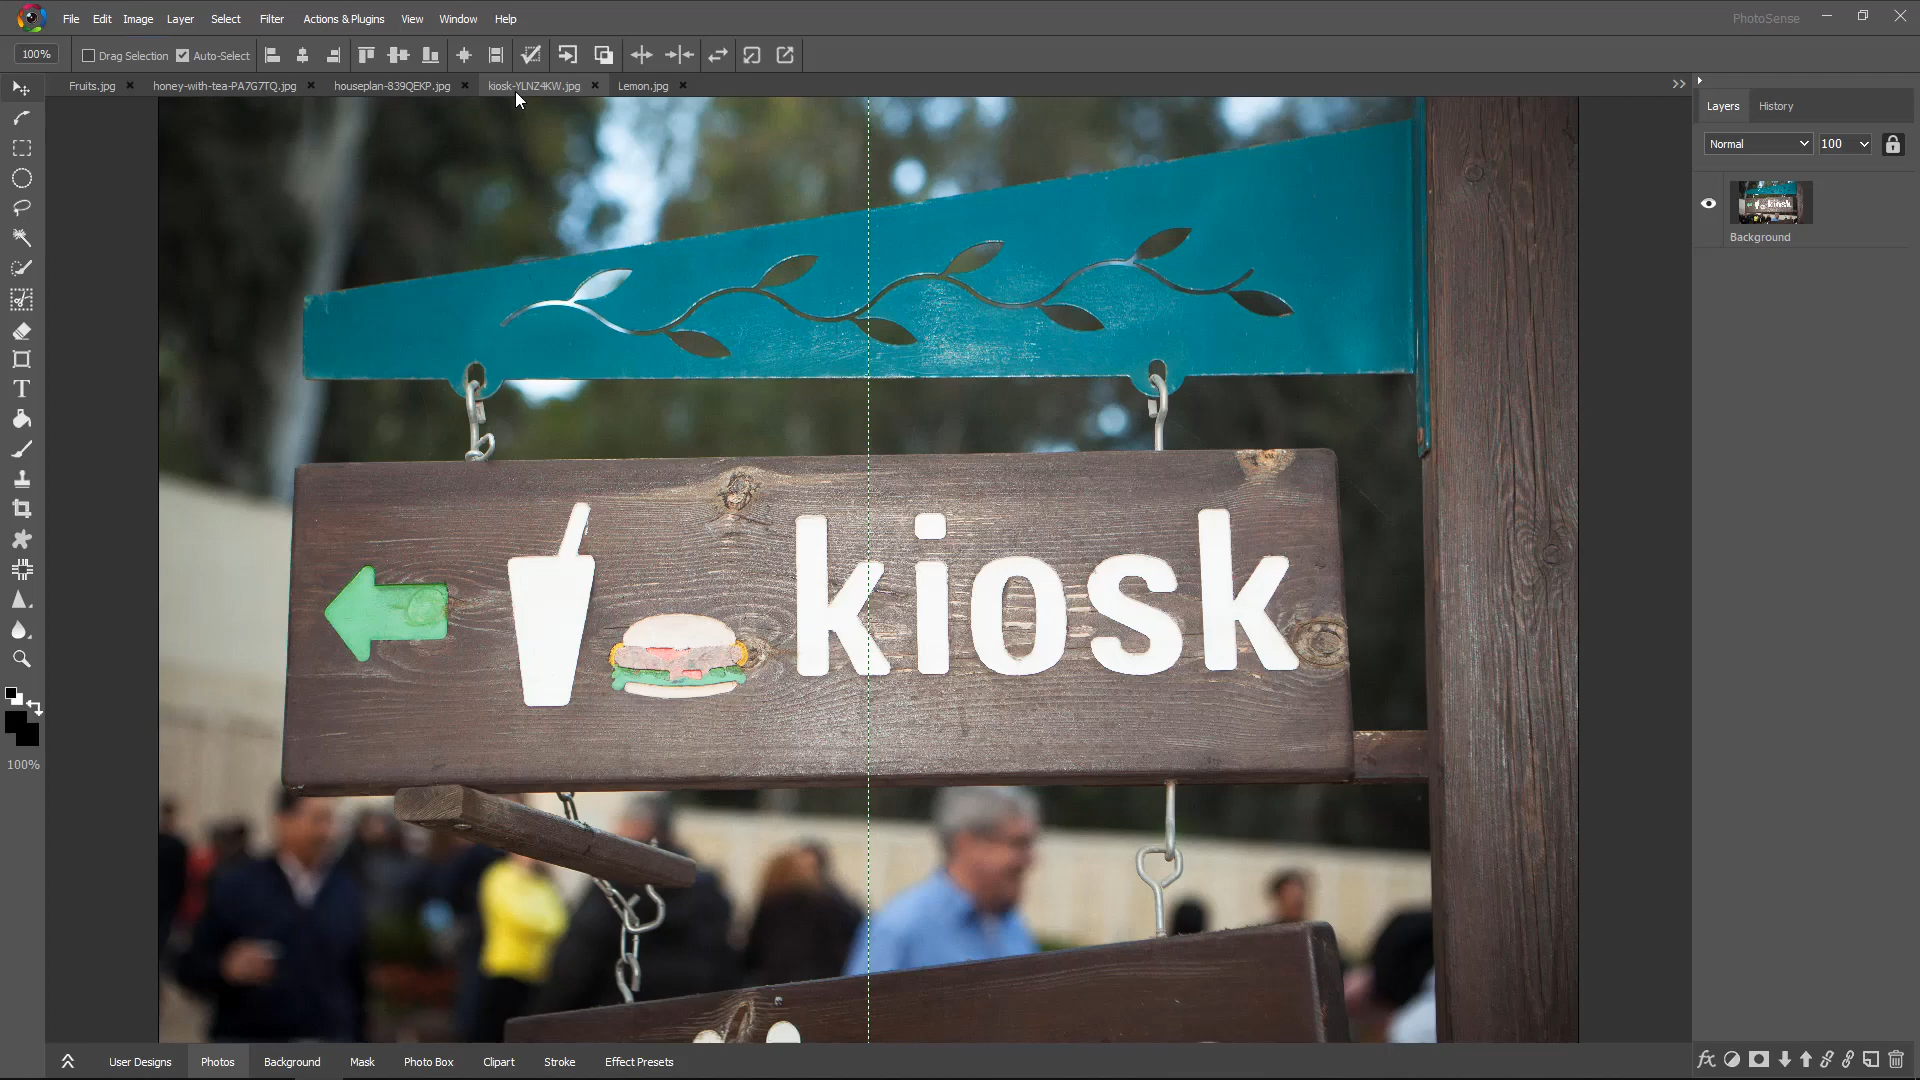 File Edit Image Layer Select Filter Actions & Plugins View Window Help
PhotoSense
100% Drag Selection Auto-Select
Fruits.jpg honey-with-tea-PA7G7TQ.jpg houseplan-839QEKP.jpg kiosk-YLNZ4KW.jpg Lemon.jpg
Layers History
Normal 100
Background
kiosk
100%
User Designs Photos Background Mask Photo Box Clipart Stroke Effect Presets